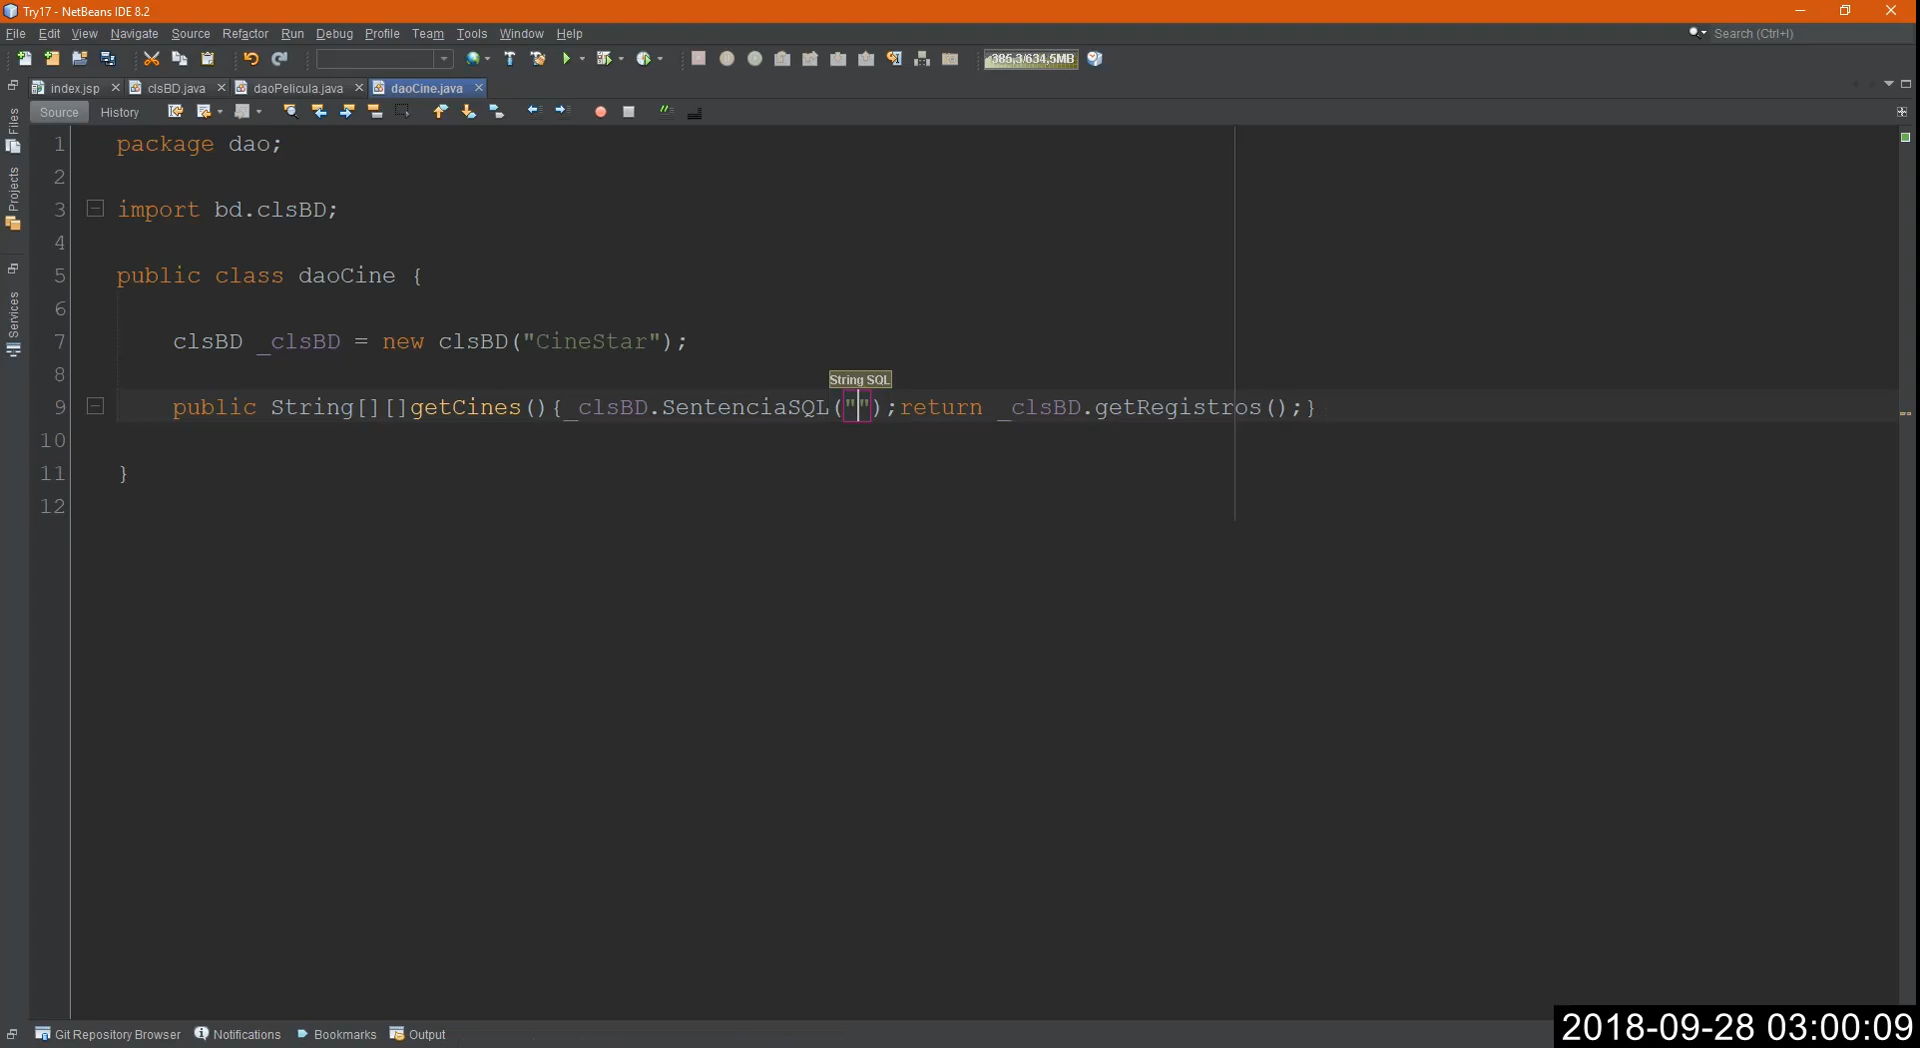 Try17 - NetBeans IDE 8.2
File Edit View Navigate Source Refactor Run Debug Profile Team Tools Window Help
Search (Ctrl+I)
385,3/634,5MB
index.jsp clsBD.java daoPelicula.java daoCine.java
Source History
Files
Projects
Services
1 package dao;
2
3 import bd.clsBD;
4
5 public class daoCine {
6
7 clsBD _clsBD = new clsBD("CineStar");
8
String SQL
9 public String[][]getCines(){_clsBD.SentenciaSQL("");return _clsBD.getRegistros();}
10
11 }
12
Git Repository Browser Notifications Bookmarks Output
2018-09-28 03:00:09